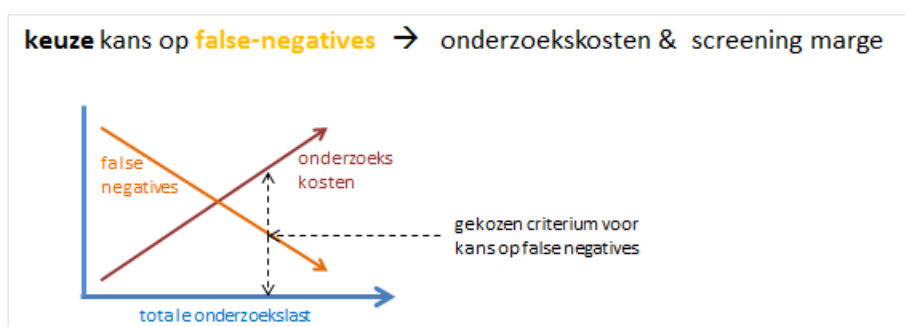 keuze kans op false-negatives → onderzoekskosten & screening marge
false
negatives
onderzoeks
kosten
gekozen criterium voor
kans op false negatives
totale onderzoekslast